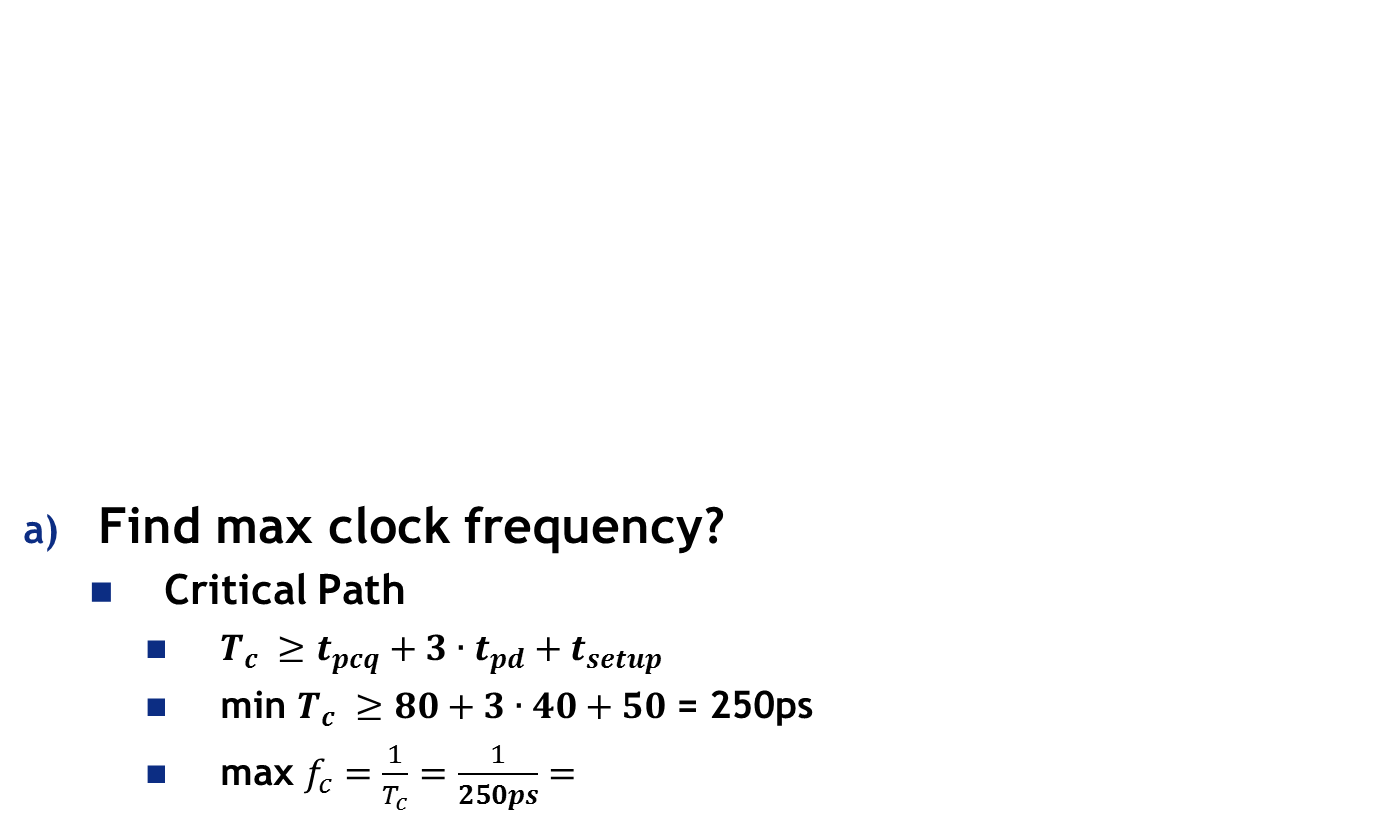 a) Find max clock frequency?
■ Critical Path
■ T_c ≥ t_pcq + 3 · t_pd + t_setup
■ min T_c ≥ 80 + 3 · 40 + 50 = 250ps
■ max f_c = 1/T_c = 1/250ps =